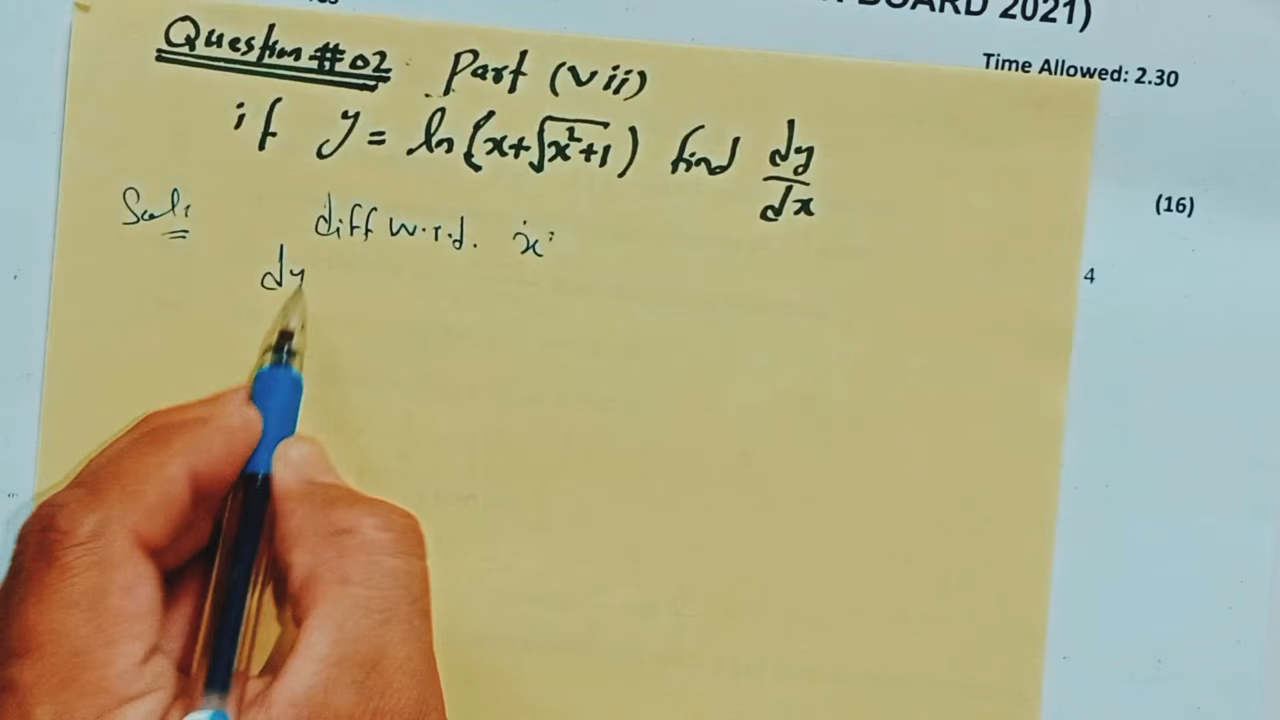 BOARD 2021)
Time Allowed: 2.30
Question #02 Part (vii)
if y = ln(x+√x²+1) find dy/dx
(16)
diff w.r.t. 'x'
4
dy